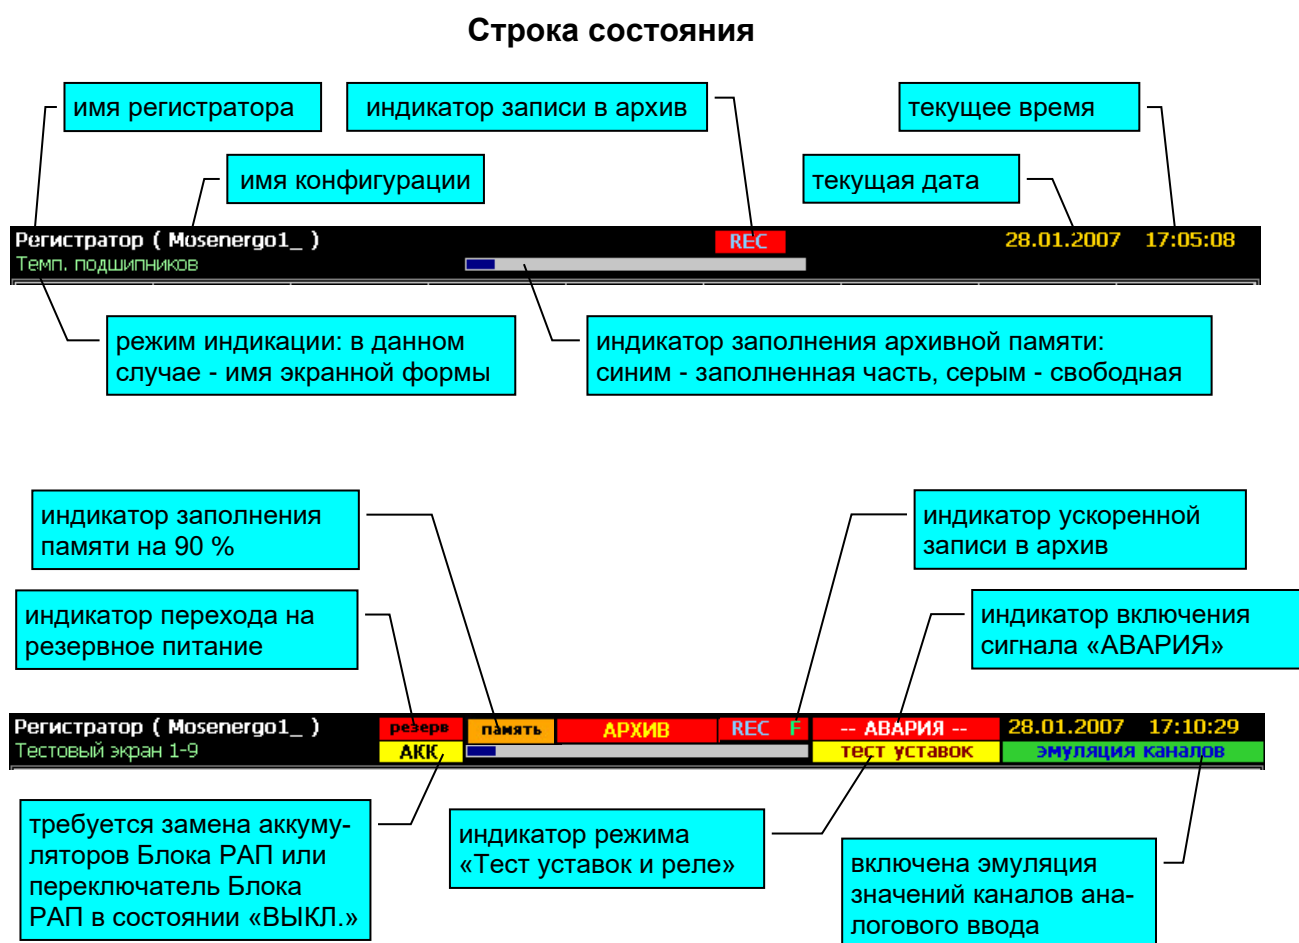 Строка состояния
имя регистратора
индикатор записи в архив
текущее время
имя конфигурации
текущая дата
Регистратор ( Mosenergo1_ )
REC
28.01.2007 17:05:08
Темп. подшипников
режим индикации: в данном
случае - имя экранной формы
индикатор заполнения архивной памяти:
синим - заполненная часть, серым - свободная
индикатор заполнения
памяти на 90 %
индикатор ускоренной
записи в архив
индикатор перехода на
резервное питание
индикатор включения
сигнала «АВАРИЯ»
Регистратор ( Mosenergo1_ )
резерв
память
АРХИВ
REC F
-- АВАРИЯ --
28.01.2007 17:10:29
Тестовый экран 1-9
АКК
тест уставок
эмуляция каналов
требуется замена аккуму-
ляторов Блока РАП или
переключатель Блока
РАП в состоянии «ВЫКЛ.»
индикатор режима
«Тест уставок и реле»
включена эмуляция
значений каналов ана-
логового ввода